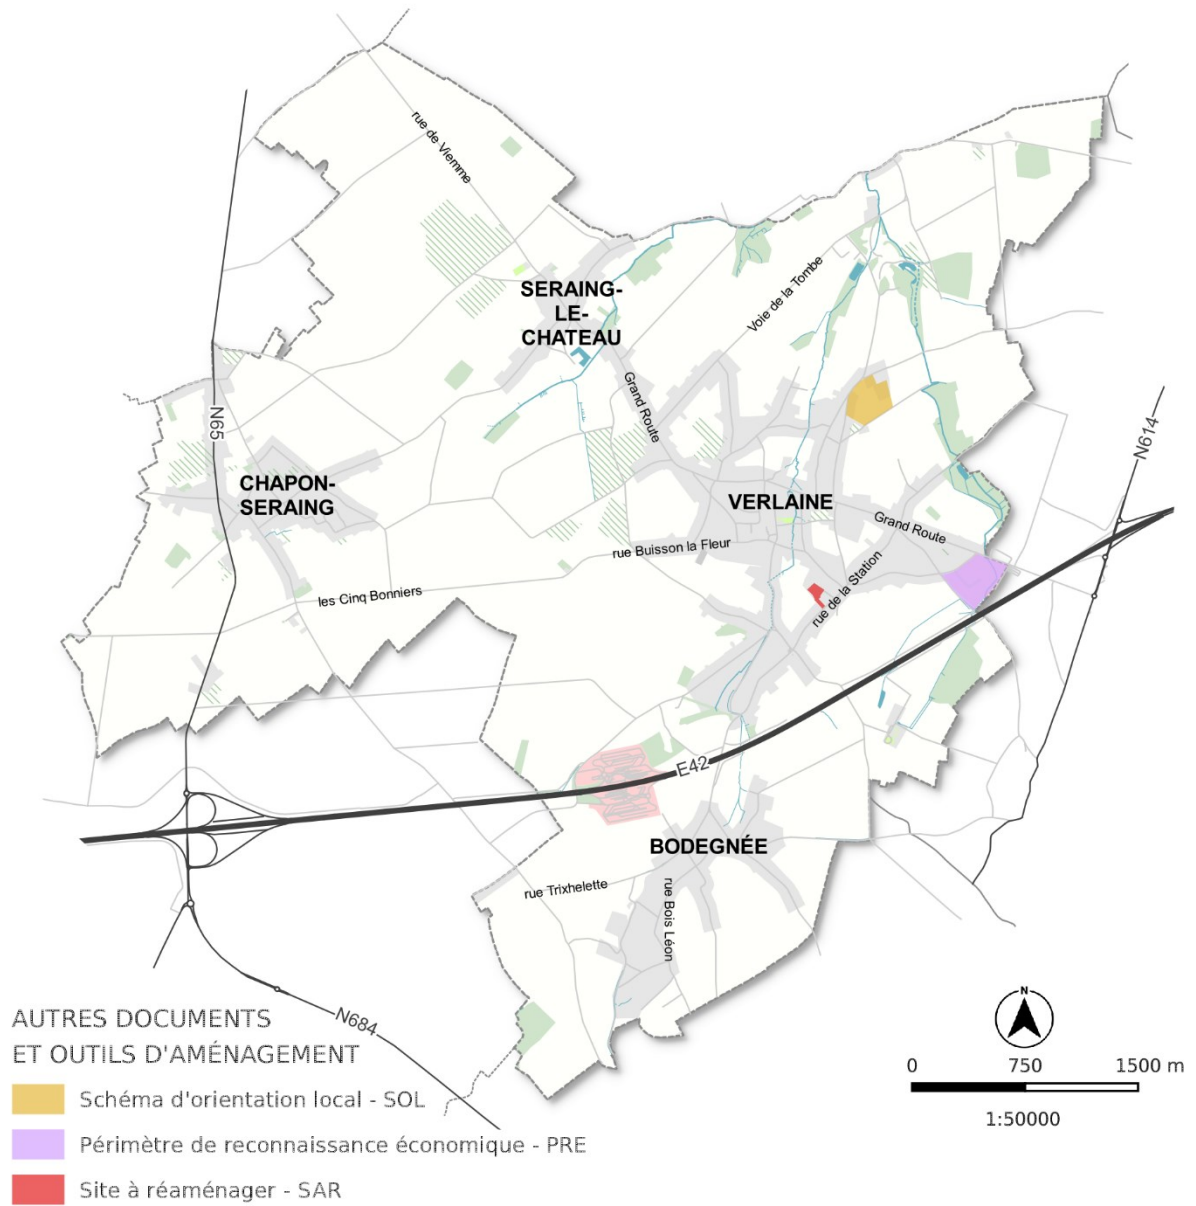 rue de Viemme
Voie de la Tombe
SERAING-
LE-
CHATEAU
Grand Route
N65
N614
CHAPON-
SERAING
VERLAINE
Grand Route
rue Buisson la Fleur
rue de la Station
les Cinq Bonniers
E42
BODEGNÉE
rue Trixhelette
rue Bois Léon
N684
N
0 750 1500 m
1:50000
AUTRES DOCUMENTS
ET OUTILS D'AMÉNAGEMENT
Schéma d'orientation local - SOL
Périmètre de reconnaissance économique - PRE
Site à réaménager - SAR